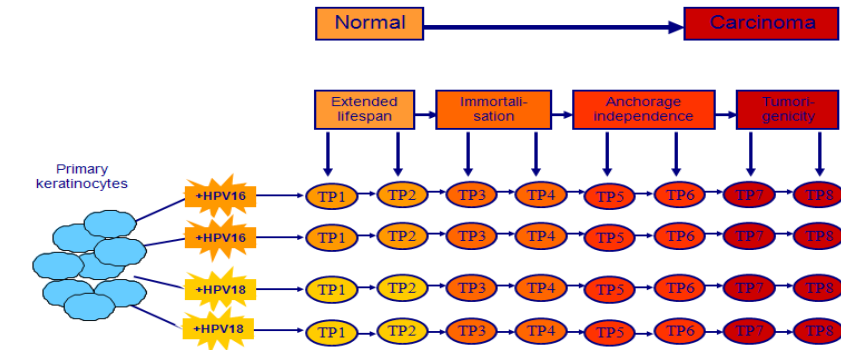 Normal
Carcinoma
Extended
lifespan
Immortali-
sation
Anchorage
independence
Tumori-
genicity
Primary
keratinocytes
+HPV16
TP1 TP2 TP3 TP4 TP5 TP6 TP7 TP8
+HPV16
TP1 TP2 TP3 TP4 TP5 TP6 TP7 TP8
+HPV18
TP1 TP2 TP3 TP4 TP5 TP6 TP7 TP8
+HPV18
TP1 TP2 TP3 TP4 TP5 TP6 TP7 TP8